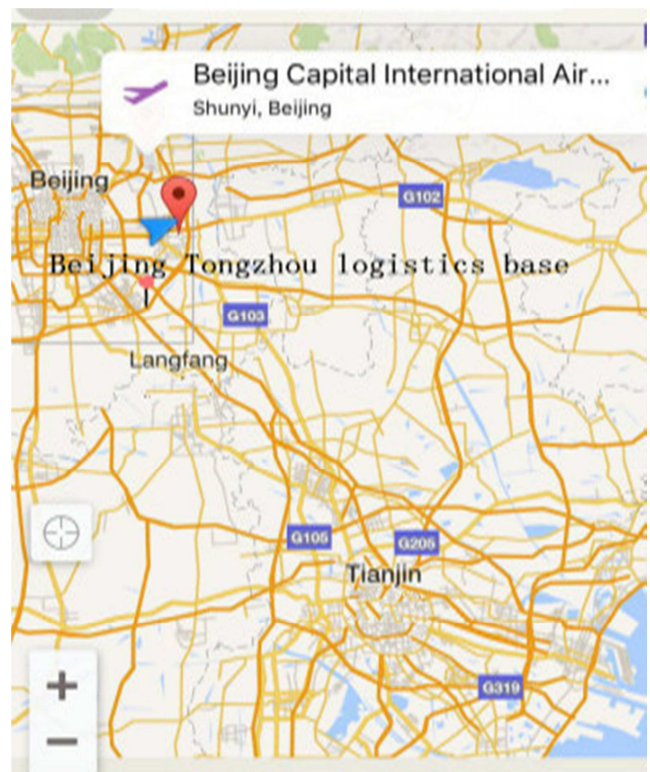 Beijing Capital International Air...
Shunyi, Beijing
Beijing
G102
Beijing Tongzhou logistics base
G103
Langfang
G105
G205
Tianjin
G319
+
−